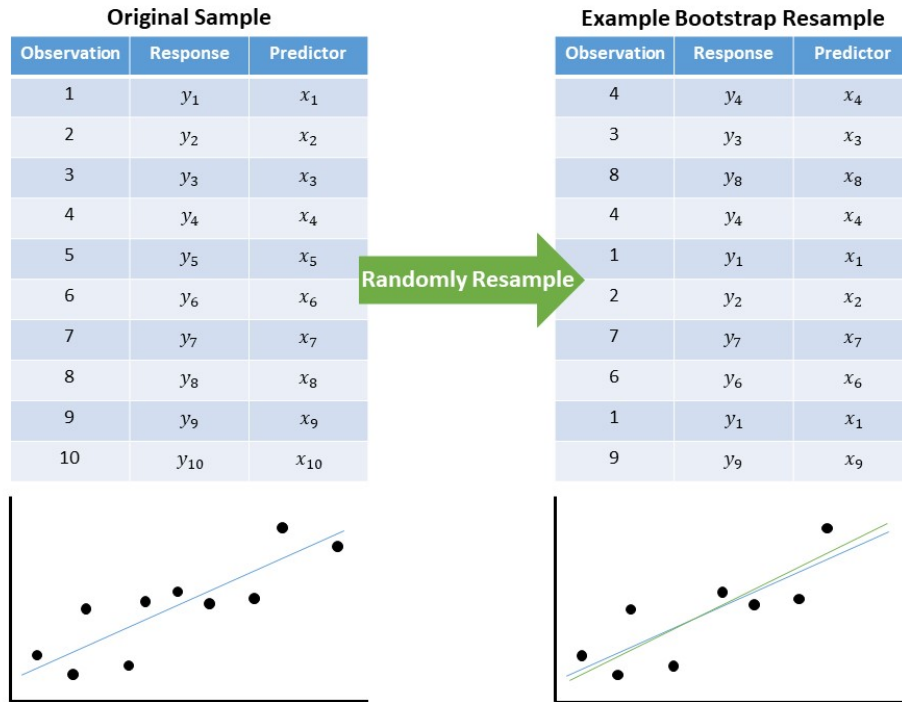 Original Sample
Observation Response Predictor
1 y₁ x₁
2 y₂ x₂
3 y₃ x₃
4 y₄ x₄
5 y₅ x₅
6 y₆ x₆
7 y₇ x₇
8 y₈ x₈
9 y₉ x₉
10 y₁₀ x₁₀
Randomly Resample
Example Bootstrap Resample
Observation Response Predictor
4 y₄ x₄
3 y₃ x₃
8 y₈ x₈
4 y₄ x₄
1 y₁ x₁
2 y₂ x₂
7 y₇ x₇
6 y₆ x₆
1 y₁ x₁
9 y₉ x₉